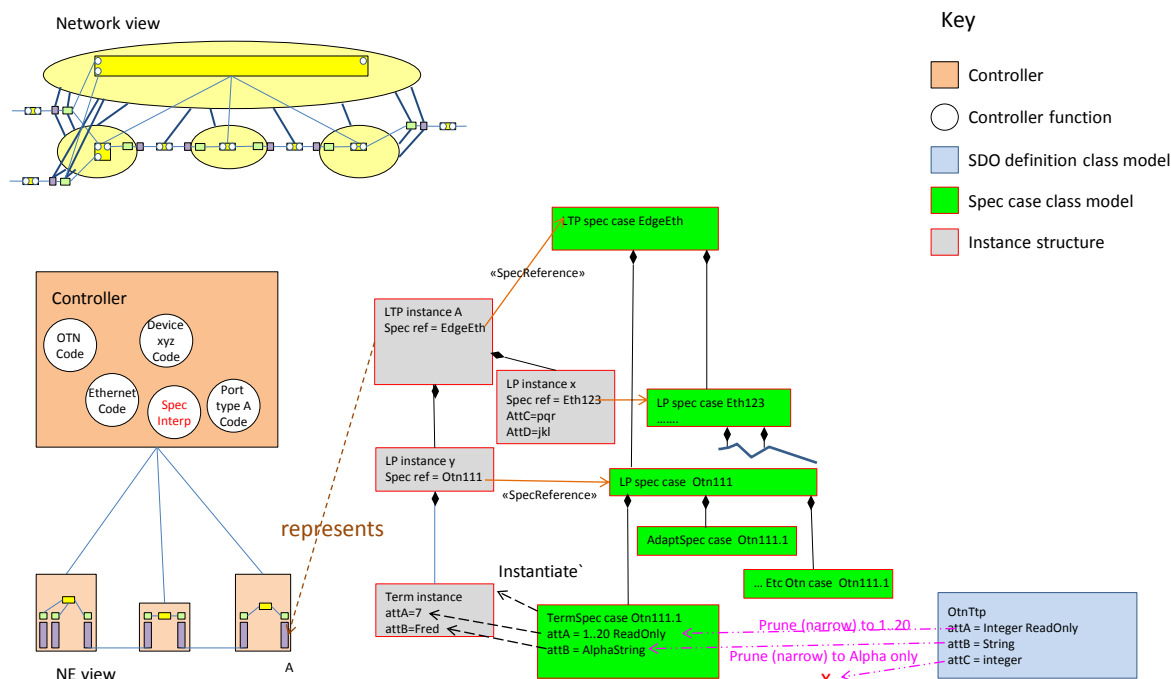 Network view
Key
Controller
Controller function
SDO definition class model
Spec case class model
Instance structure
LTP spec case EdgeEth
«SpecReference»
Controller
OTN
Code
Device
xyz
Code
Ethernet
Code
Spec
Interp
Port
type A
Code
LTP instance A
Spec ref = EdgeEth
LP instance x
Spec ref = Eth123
AttC=pqr
AttD=jkl
LP spec case Eth123
…….
LP instance y
Spec ref = Otn111
«SpecReference»
LP spec case  Otn111
represents
AdaptSpec case  Otn111.1
… Etc Otn case  Otn111.1
Instantiate`
Term instance
attA=7
attB=Fred
TermSpec case Otn111.1
attA = 1..20 ReadOnly
attB = AlphaString
Prune (narrow) to 1..20
Prune (narrow) to Alpha only
X
OtnTtp
attA = Integer ReadOnly
attB = String
attC = integer
A
NE view